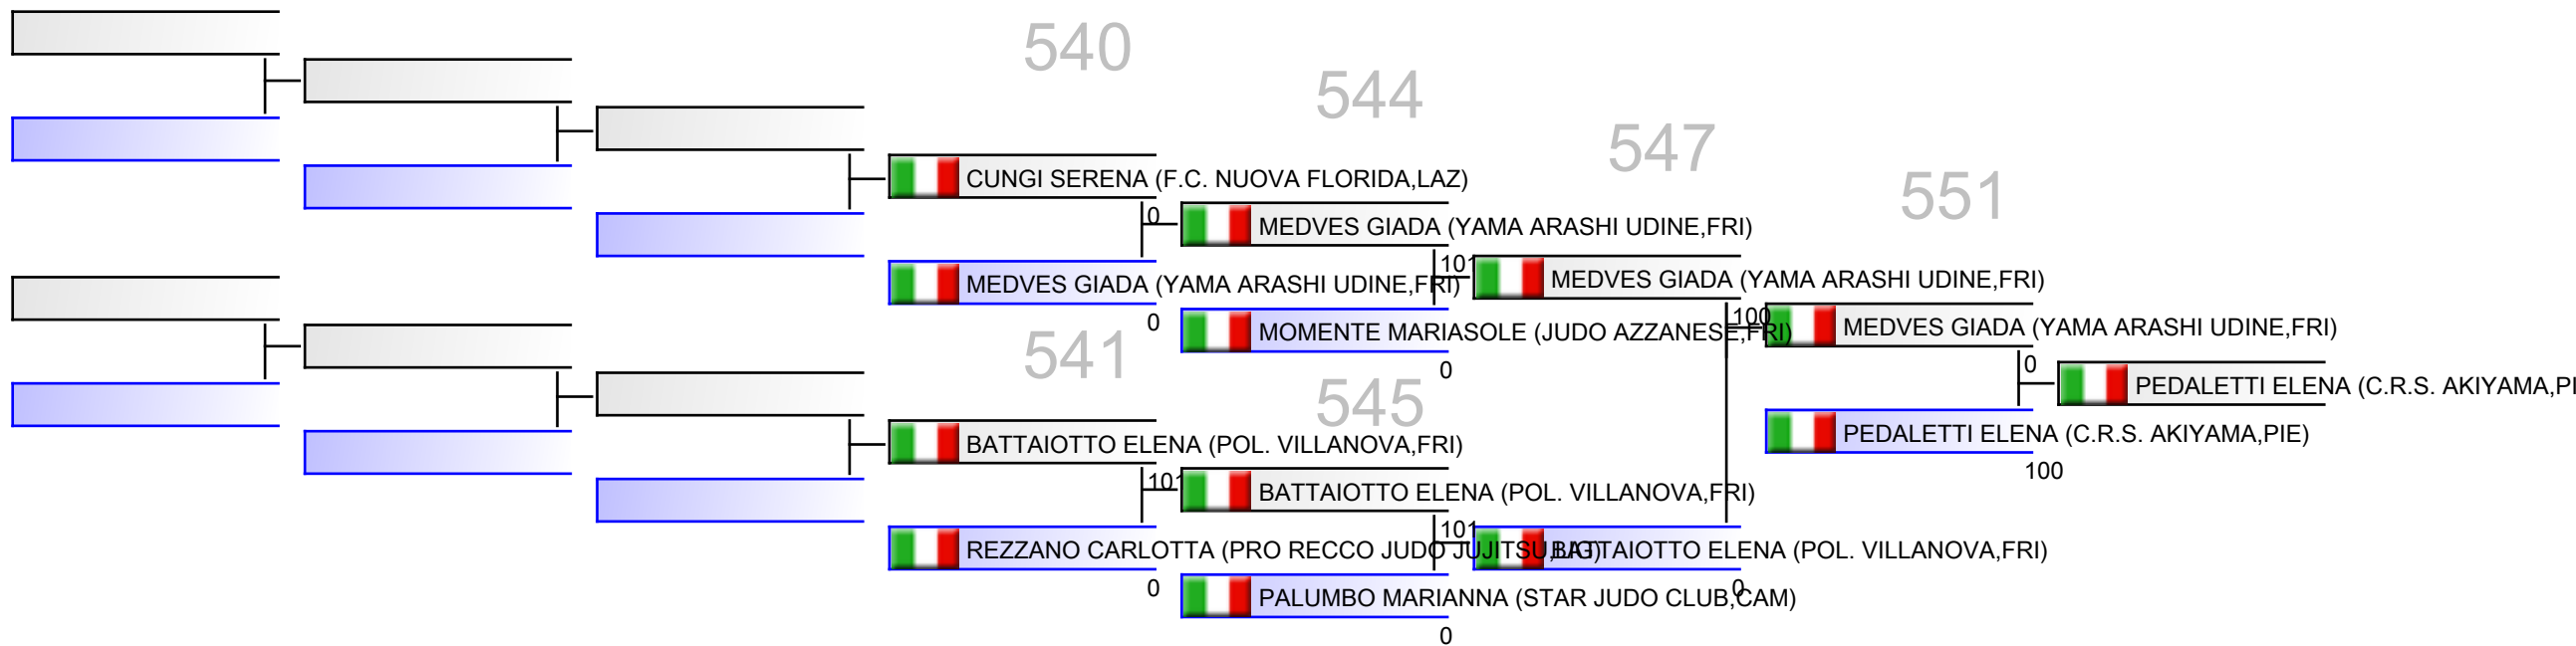 540
544
547
551
CUNGI SERENA (F.C. NUOVA FLORIDA,LAZ)
0
MEDVES GIADA (YAMA ARASHI UDINE,FRI)
MEDVES GIADA (YAMA ARASHI UDINE,FRI)
0
101
MOMENTE MARIASOLE (JUDO AZZANESE,FRI)
0
MEDVES GIADA (YAMA ARASHI UDINE,FRI)
100
MEDVES GIADA (YAMA ARASHI UDINE,FRI)
0
PEDALETTI ELENA (C.R.S. AKIYAMA,PI
PEDALETTI ELENA (C.R.S. AKIYAMA,PIE)
100
541
545
BATTAIOTTO ELENA (POL. VILLANOVA,FRI)
101
BATTAIOTTO ELENA (POL. VILLANOVA,FRI)
REZZANO CARLOTTA (PRO RECCO JUDO JUJITSU,LIG)
0
101
BATTAIOTTO ELENA (POL. VILLANOVA,FRI)
0
PALUMBO MARIANNA (STAR JUDO CLUB,CAM)
0